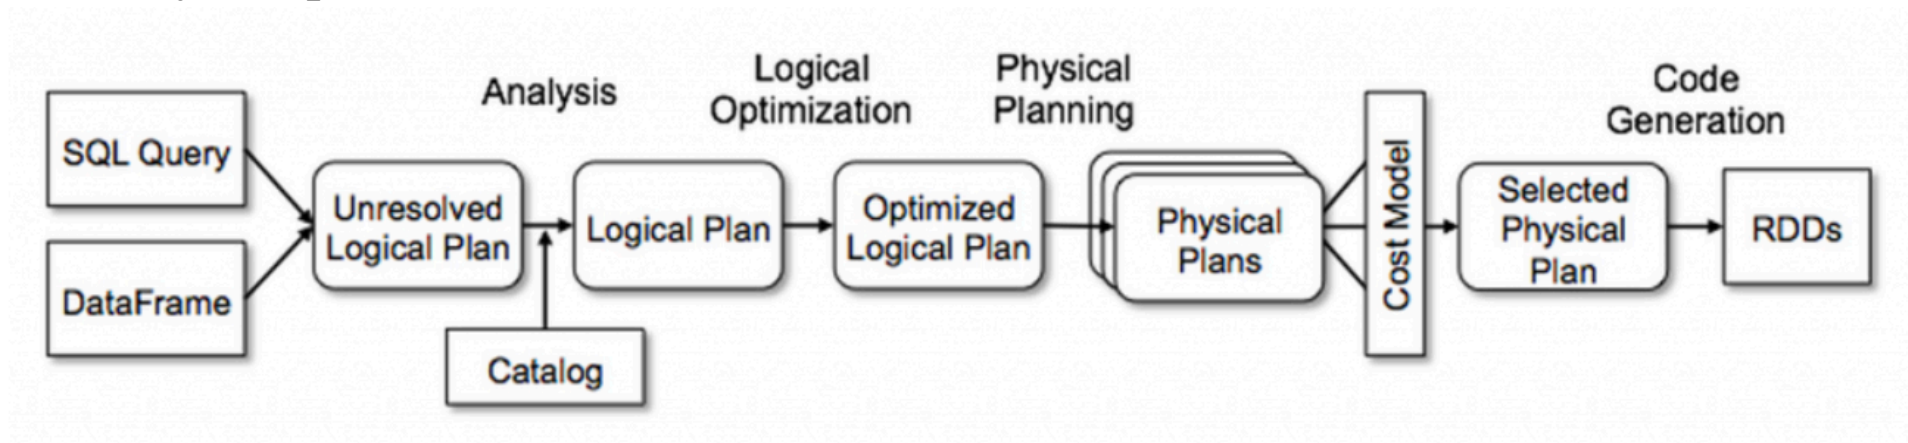 Analysis
Logical
Optimization
Physical
Planning
Code
Generation
SQL Query
DataFrame
Unresolved
Logical Plan
Catalog
Logical Plan
Optimized
Logical Plan
Physical
Plans
Cost Model
Selected
Physical
Plan
RDDs